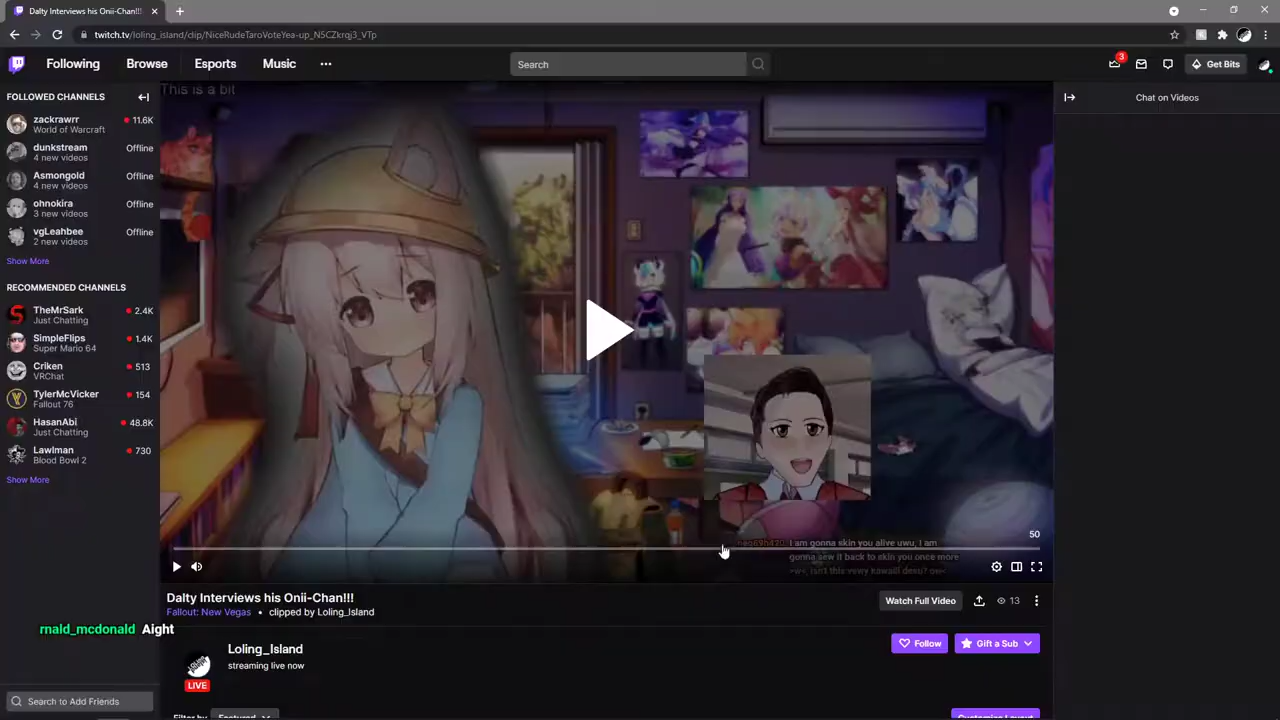 Dalty Interviews his Onii-Chan!!!
twitch.tv/loling_island/clip/NiceRudeTaroVoteYea-up_N5CZkrqj3_VTp
Following Browse Esports Music
Search
3
Get Bits
FOLLOWED CHANNELS
zackrawrr 11.6K
World of Warcraft
dunkstream Offline
4 new videos
Asmongold Offline
4 new videos
ohnokira Offline
3 new videos
vgLeahbee Offline
2 new videos
Show More
RECOMMENDED CHANNELS
TheMrSark 2.4K
Just Chatting
SimpleFlips 1.4K
Super Mario 64
Criken 513
VRChat
TylerMcVicker 154
Fallout 76
HasanAbi 48.8K
Just Chatting
Lawlman 730
Blood Bowl 2
Show More
Search to Add Friends
This is a bit
I am gonna skin you alive uwu, I am
gonna sew it back to skin you once more
>w<, isn't this vewy kawaii desu?
50
Dalty Interviews his Onii-Chan!!!
Fallout: New Vegas • clipped by Loling_Island
Watch Full Video 13
rnald_mcdonald Aight
Loling_Island
streaming live now
LIVE
Follow Gift a Sub
Filter by Featured
Customize Layout
Chat on Videos